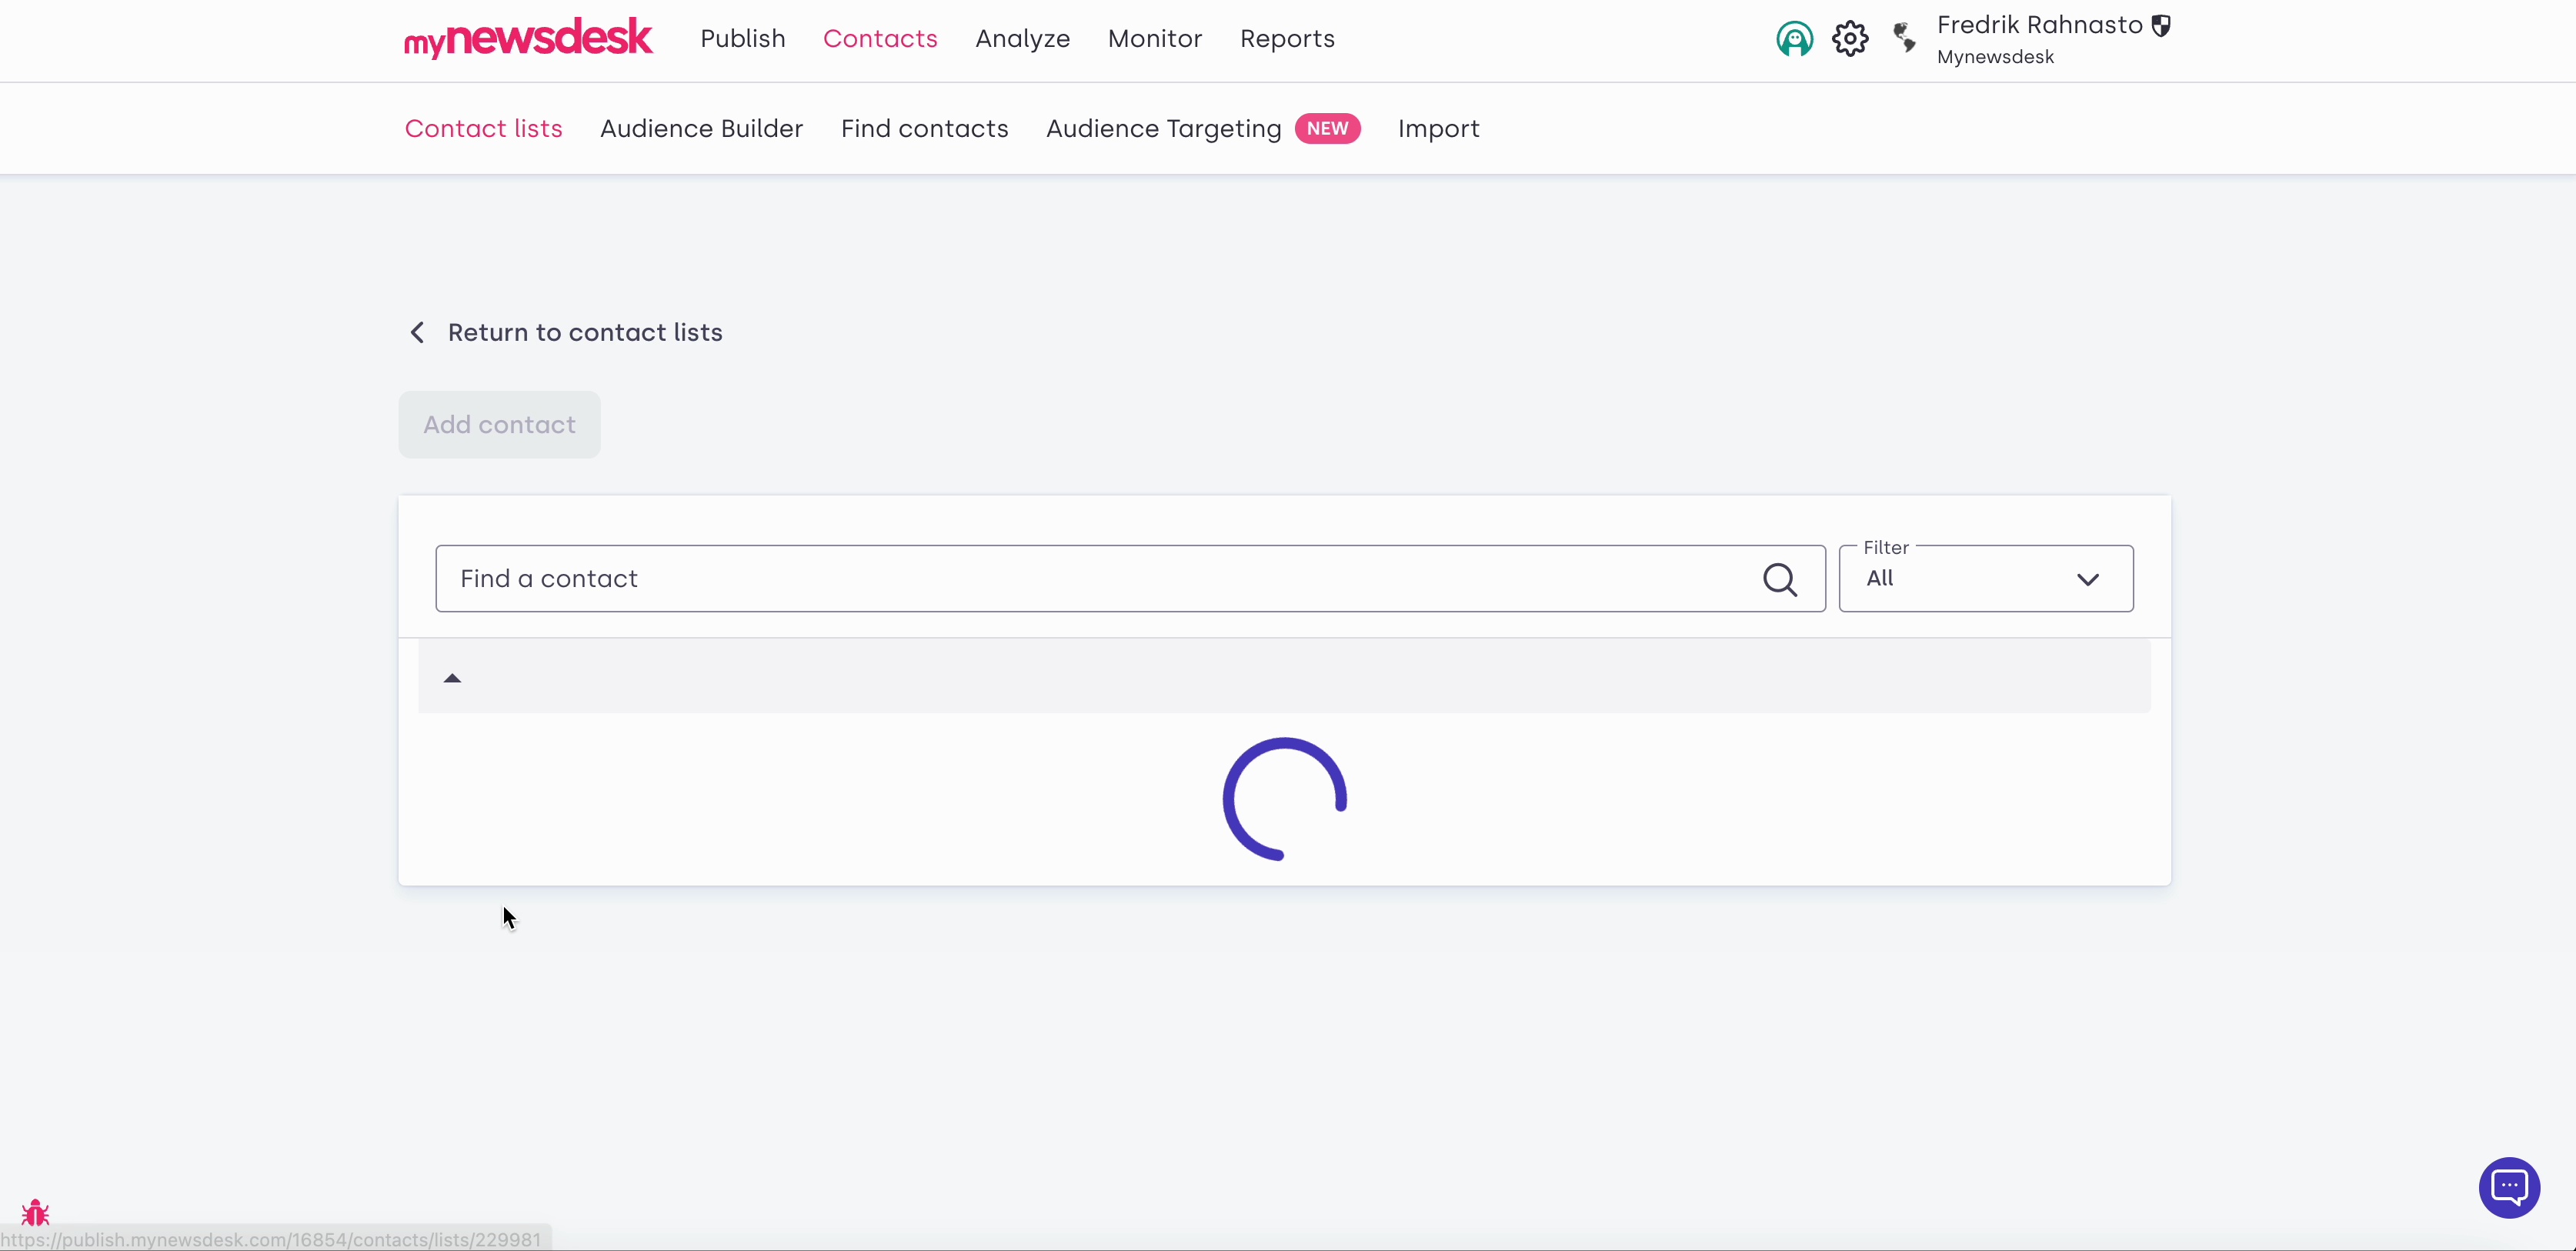 mynewsdesk Publish Contacts Analyze Monitor Reports Fredrik Rahnasto
Mynewsdesk
Contact lists Audience Builder Find contacts Audience Targeting NEW Import
Return to contact lists
Add contact
Filter
Find a contact All
https://publish.mynewsdesk.com/16854/contacts/lists/229981